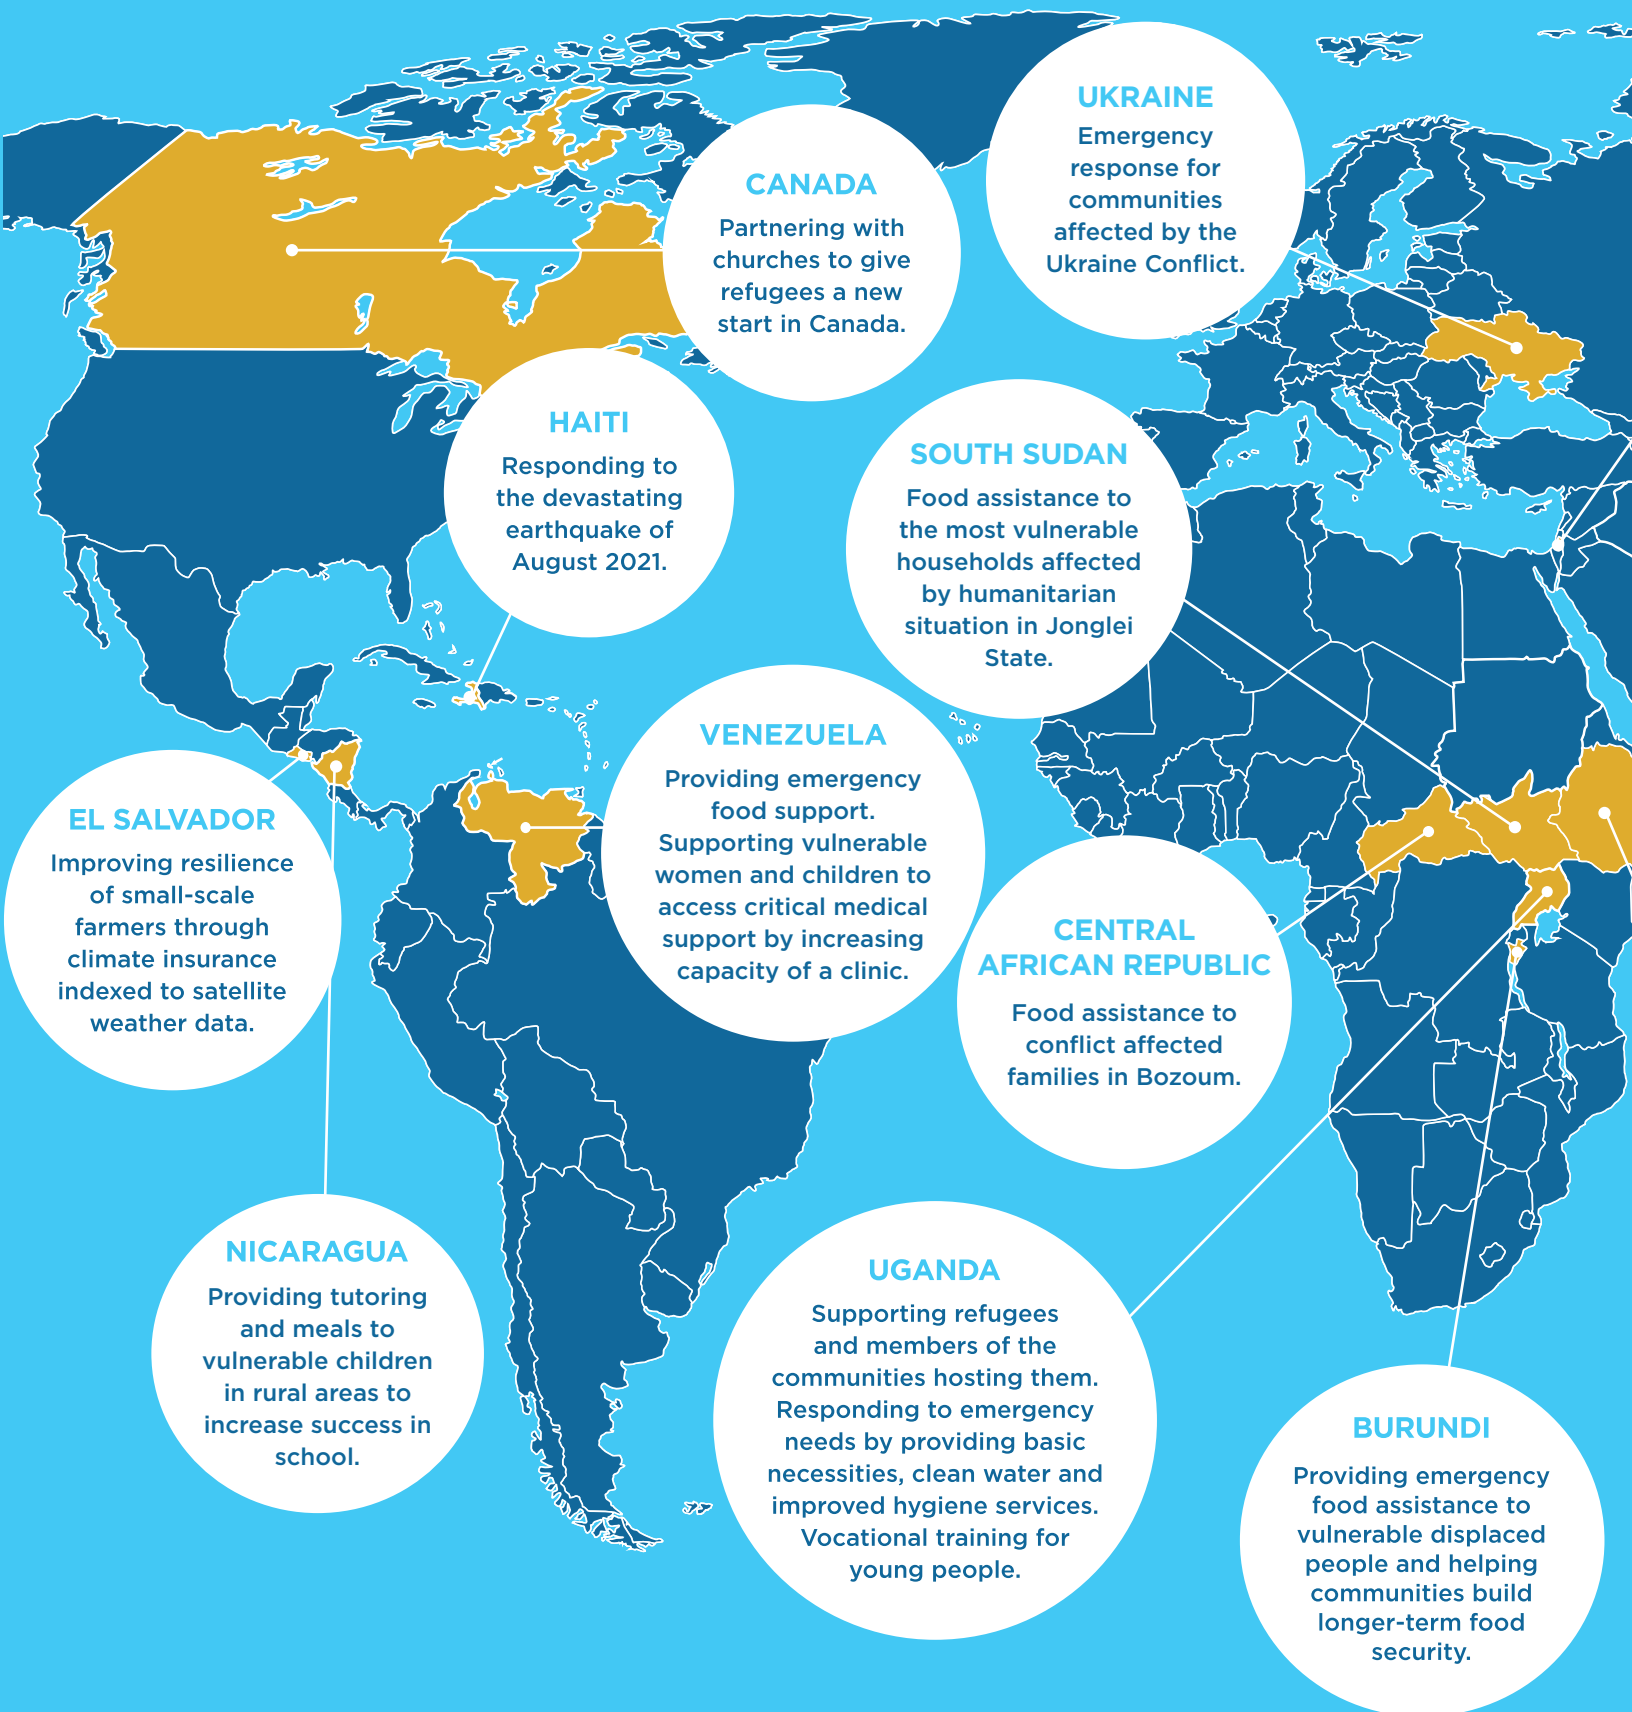 UKRAINE
Emergency
response for
communities
affected by the
Ukraine Conflict.
CANADA
Partnering with
churches to give
refugees a new
start in Canada.
HAITI
Responding to
the devastating
earthquake of
August 2021.
SOUTH SUDAN
Food assistance to
the most vulnerable
households affected
by humanitarian
situation in Jonglei
State.
VENEZUELA
Providing emergency
food support.
Supporting vulnerable
women and children to
access critical medical
support by increasing
capacity of a clinic.
EL SALVADOR
Improving resilience
of small-scale
farmers through
climate insurance
indexed to satellite
weather data.
CENTRAL
AFRICAN REPUBLIC
Food assistance to
conflict affected
families in Bozoum.
NICARAGUA
Providing tutoring
and meals to
vulnerable children
in rural areas to
increase success in
school.
UGANDA
Supporting refugees
and members of the
communities hosting them.
Responding to emergency
needs by providing basic
necessities, clean water and
improved hygiene services.
Vocational training for
young people.
BURUNDI
Providing emergency
food assistance to
vulnerable displaced
people and helping
communities build
longer-term food
security.